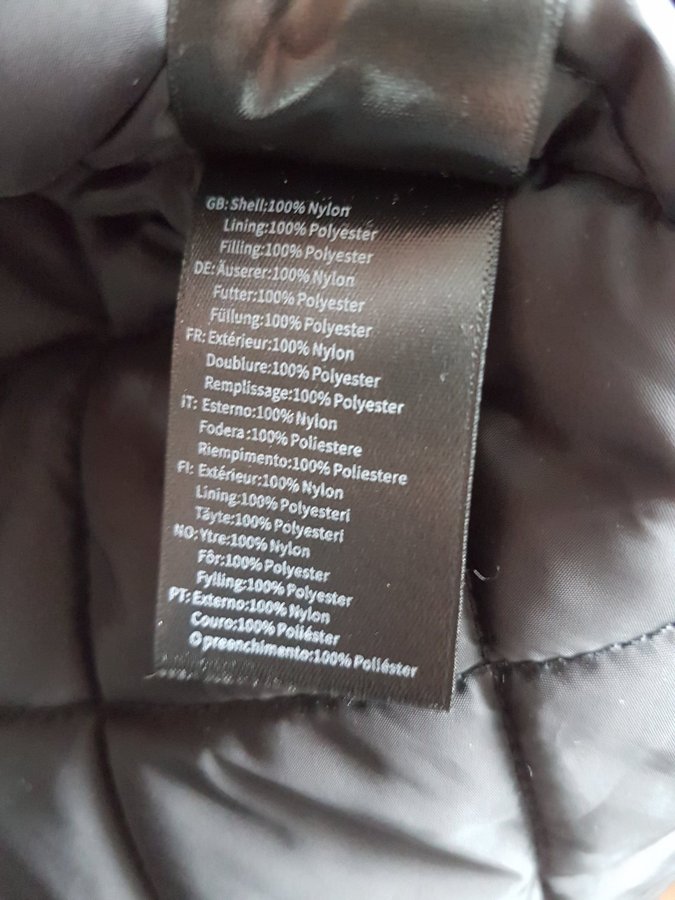 GB: Shell:100% Nylon
Lining:100% Polyester
Filling:100% Polyester
DE: Äuserer:100% Nylon
Futter:100% Polyester
Füllung:100% Polyester
FR: Extérieur:100% Nylon
Doublure:100% Polyester
Remplissage:100% Polyester
IT: Esterno:100% Nylon
Fodera:100% Poliestere
Riempimento:100% Poliestere
FI: Extérieur:100% Nylon
Lining:100% Polyesteri
Täyte:100% Polyesteri
NO: Ytre:100% Nylon
Fôr:100% Polyester
Fylling:100% Polyester
PT: Externo:100% Nylon
Couro:100% Poliéster
O preenchimento:100% Poliéster